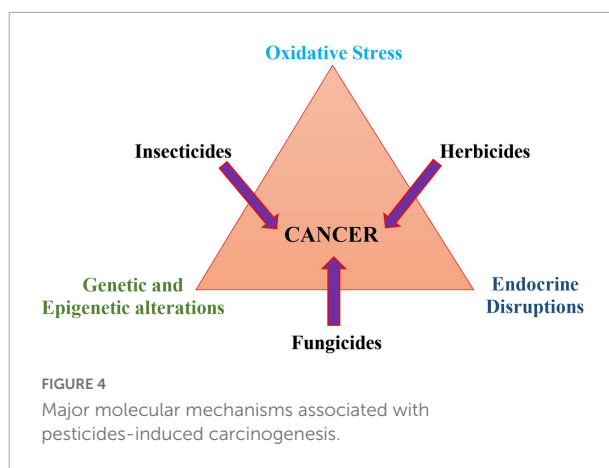 Oxidative Stress
Insecticides
Herbicides
CANCER
Genetic and
Epigenetic alterations
Endocrine
Disruptions
Fungicides
FIGURE 4
Major molecular mechanisms associated with
pesticides-induced carcinogenesis.